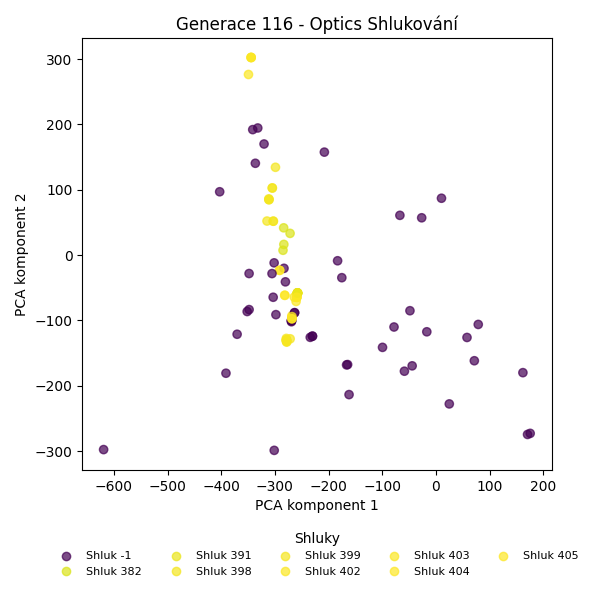 Generace 116 - Optics Shlukování
300
200
100
0
−100
−200
−300
PCA komponent 2
−600 −500 −400 −300 −200 −100 0 100 200
PCA komponent 1
Shluky
Shluk -1 Shluk 391 Shluk 399 Shluk 403 Shluk 405
Shluk 382 Shluk 398 Shluk 402 Shluk 404